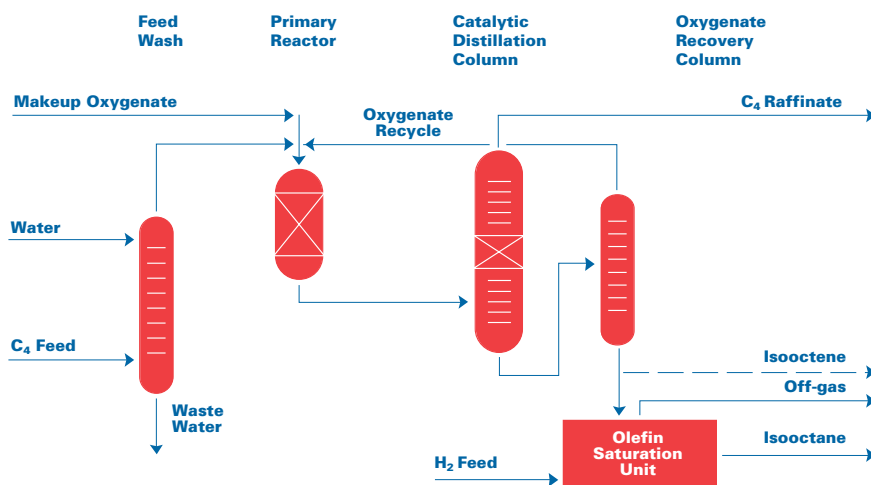 Feed
Wash
Primary
Reactor
Catalytic
Distillation
Column
Oxygenate
Recovery
Column
Makeup Oxygenate
C₄ Raffinate
Oxygenate
Recycle
Water
C₄ Feed
Waste
Water
Isooctene
Off-gas
Olefin
Saturation
Unit
Isooctane
H₂ Feed